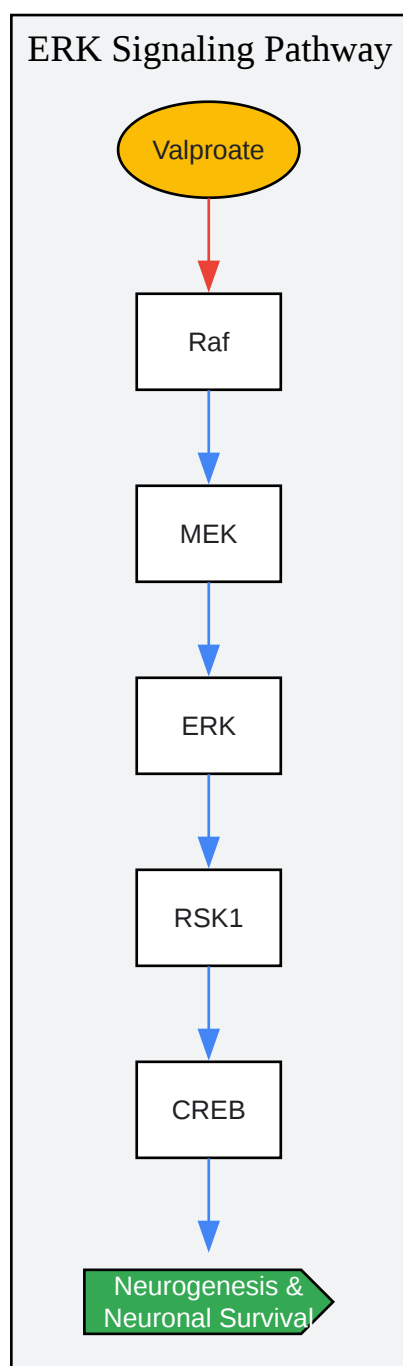 ERK Signaling Pathway
Valproate
Raf
MEK
ERK
RSK1
CREB
Neurogenesis &
Neuronal Survival